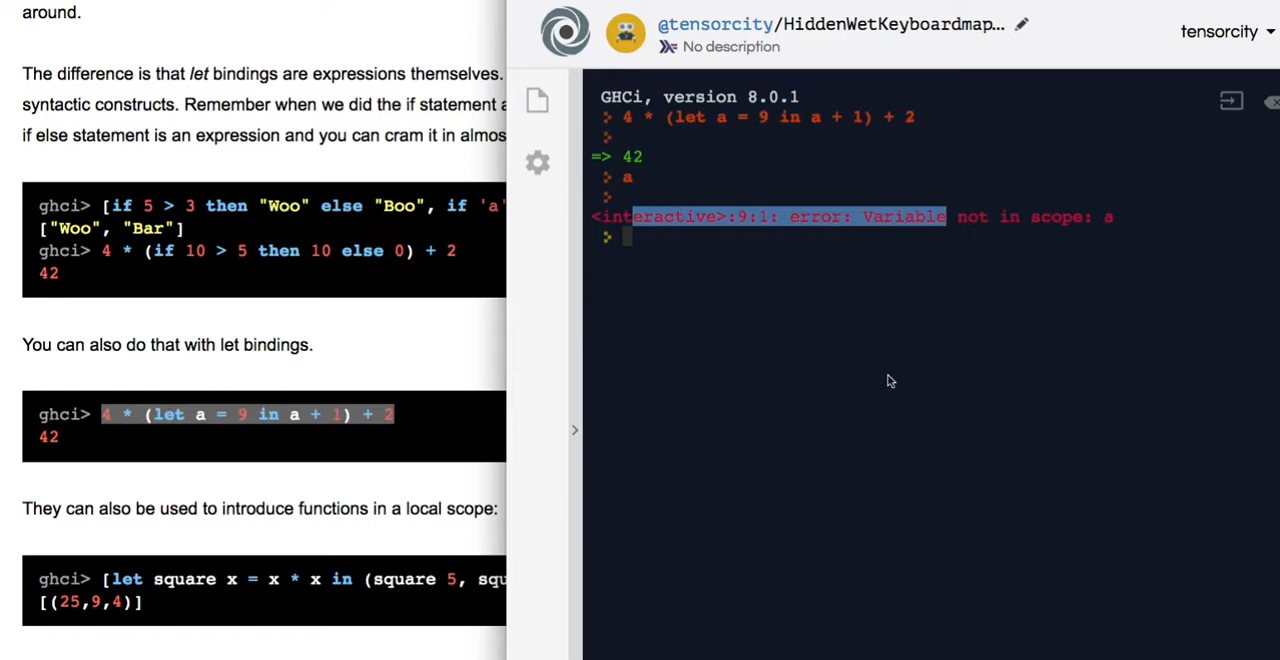 around.
The difference is that let bindings are expressions themselves.
syntactic constructs. Remember when we did the if statement a
if else statement is an expression and you can cram it in almos
ghci> [if 5 > 3 then "Woo" else "Boo", if 'a'
["Woo", "Bar"]
ghci> 4 * (if 10 > 5 then 10 else 0) + 2
42
You can also do that with let bindings.
ghci> 4 * (let a = 9 in a + 1) + 2
42
They can also be used to introduce functions in a local scope:
ghci> [let square x = x * x in (square 5, squ
[(25,9,4)]
@tensorcity/HiddenWetKeyboardmap...
No description
tensorcity
GHCi, version 8.0.1
> 4 * (let a = 9 in a + 1) + 2
>
=> 42
> a
>
<interactive>:9:1: error: Variable not in scope: a
>